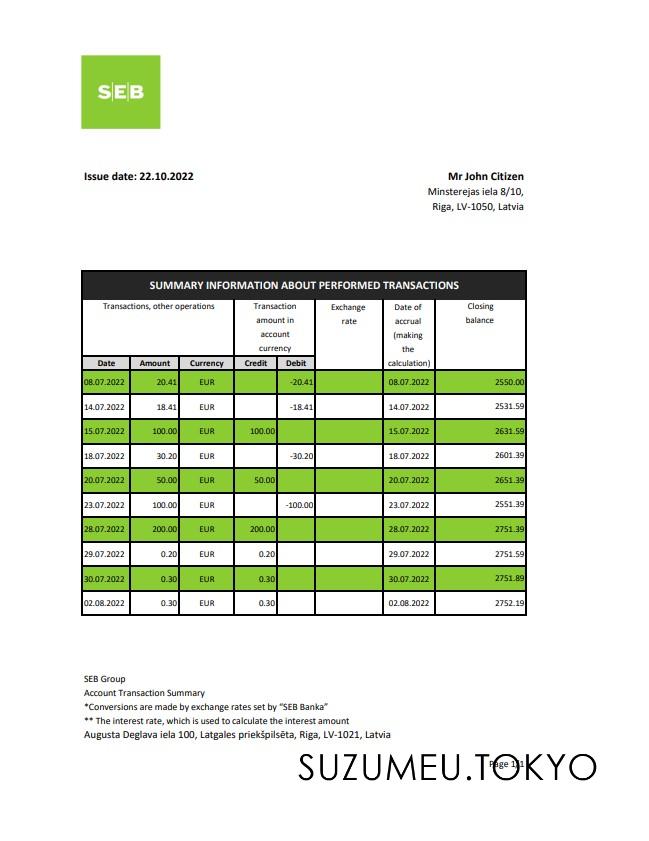 S|E|B
Issue date: 22.10.2022
Mr John Citizen
Minsterejas iela 8/10,
Riga, LV-1050, Latvia
SUMMARY INFORMATION ABOUT PERFORMED TRANSACTIONS
Transactions, other operations Transaction amount in account currency Exchange rate Date of accrual (making the calculation) Closing balance
Date Amount Currency Credit Debit
08.07.2022 20.41 EUR -20.41 08.07.2022 2550.00
14.07.2022 18.41 EUR -18.41 14.07.2022 2531.59
15.07.2022 100.00 EUR 100.00 15.07.2022 2631.59
18.07.2022 30.20 EUR -30.20 18.07.2022 2601.39
20.07.2022 50.00 EUR 50.00 20.07.2022 2651.39
23.07.2022 100.00 EUR -100.00 23.07.2022 2551.39
28.07.2022 200.00 EUR 200.00 28.07.2022 2751.39
29.07.2022 0.20 EUR 0.20 29.07.2022 2751.59
30.07.2022 0.30 EUR 0.30 30.07.2022 2751.89
02.08.2022 0.30 EUR 0.30 02.08.2022 2752.19
SEB Group
Account Transaction Summary
*Conversions are made by exchange rates set by “SEB Banka”
** The interest rate, which is used to calculate the interest amount
Augusta Deglava iela 100, Latgales priekšpilsēta, Riga, LV-1021, Latvia
Page 1/1
SUZUMEU.TOKYO